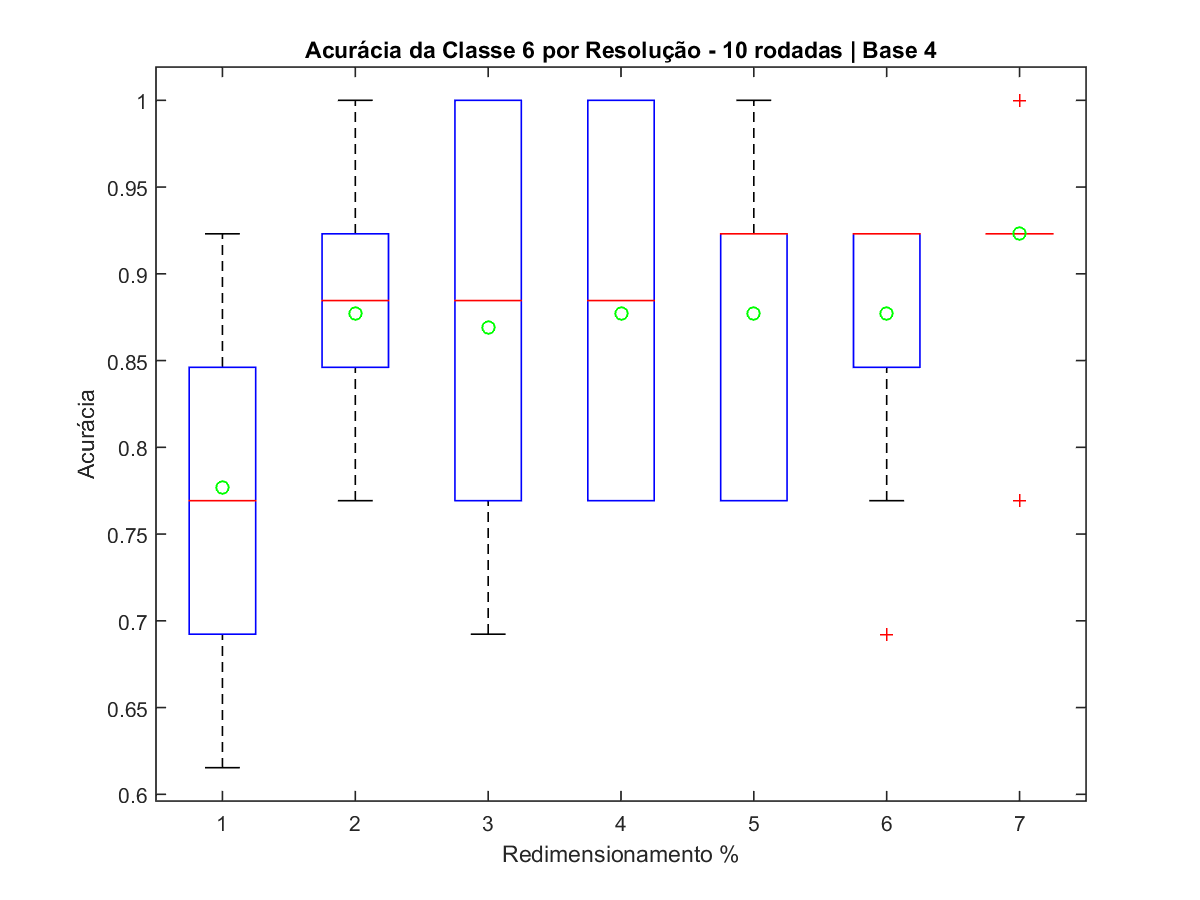 Acurácia da Classe 6 por Resolução - 10 rodadas | Base 4
1
0.95
0.9
0.85
0.8
0.75
0.7
0.65
0.6
Acurácia
1 2 3 4 5 6 7
Redimensionamento %